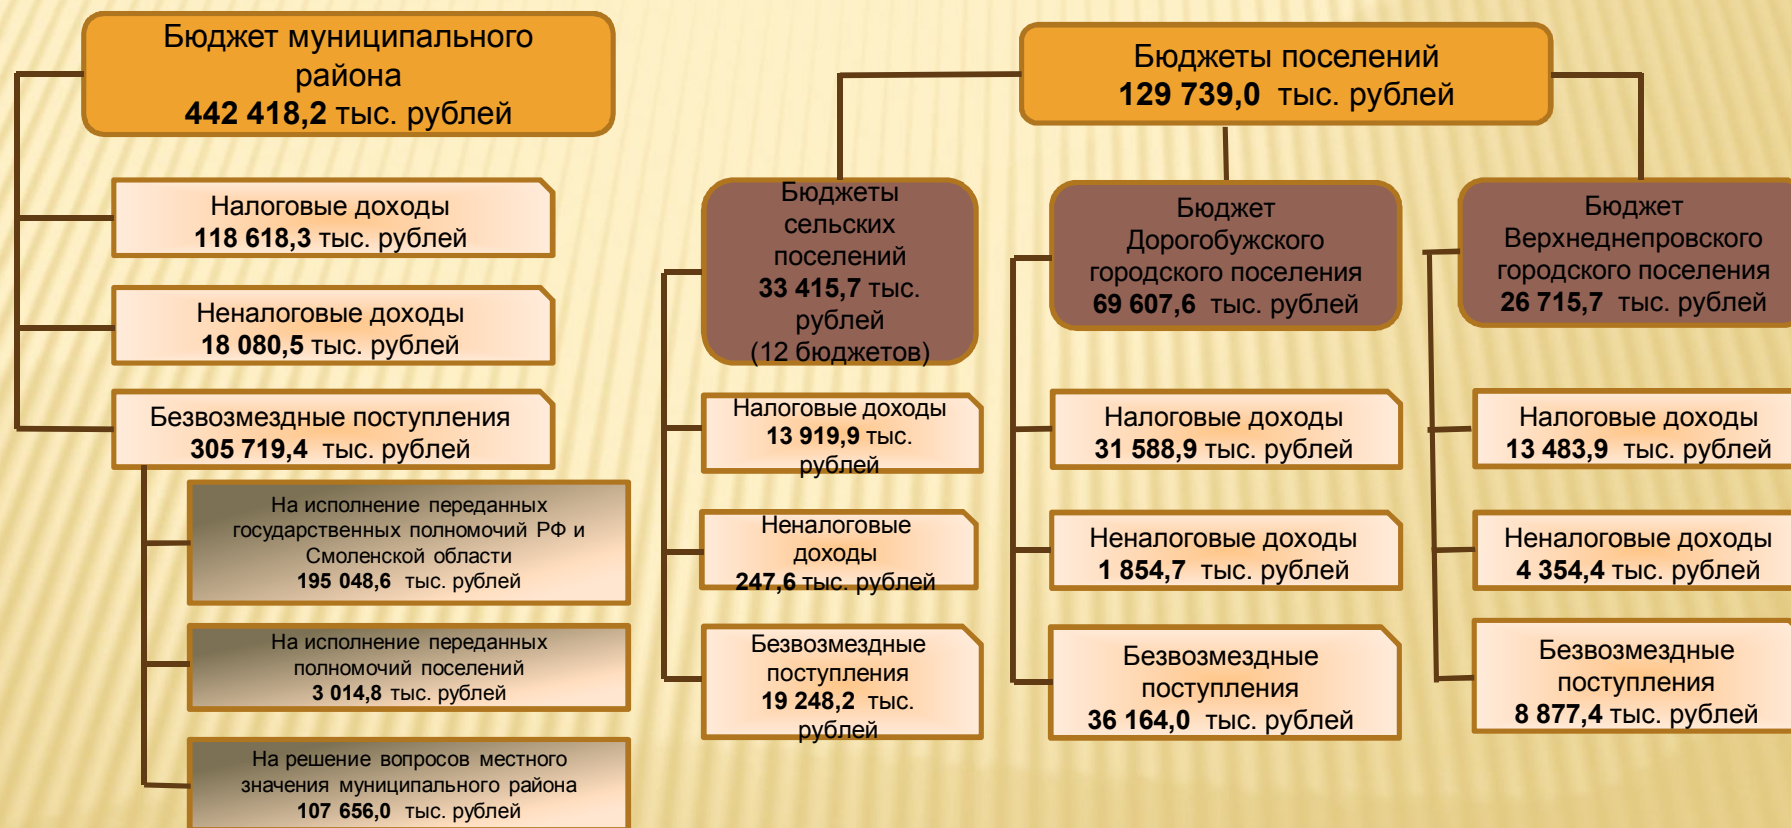 Бюджет муниципального
района
442 418,2 тыс. рублей
Налоговые доходы
118 618,3 тыс. рублей
Неналоговые доходы
18 080,5 тыс. рублей
Безвозмездные поступления
305 719,4 тыс. рублей
На исполнение переданных
государственных полномочий РФ и
Смоленской области
195 048,6 тыс. рублей
На исполнение переданных
полномочий поселений
3 014,8 тыс. рублей
На решение вопросов местного
значения муниципального района
107 656,0 тыс. рублей
Бюджеты поселений
129 739,0 тыс. рублей
Бюджеты
сельских
поселений
33 415,7 тыс.
рублей
(12 бюджетов)
Налоговые доходы
13 919,9 тыс.
рублей
Неналоговые
доходы
247,6 тыс. рублей
Безвозмездные
поступления
19 248,2 тыс.
рублей
Бюджет
Дорогобужского
городского поселения
69 607,6 тыс. рублей
Налоговые доходы
31 588,9 тыс. рублей
Неналоговые доходы
1 854,7 тыс. рублей
Безвозмездные
поступления
36 164,0 тыс. рублей
Бюджет
Верхнеднепровского
городского поселения
26 715,7 тыс. рублей
Налоговые доходы
13 483,9 тыс. рублей
Неналоговые доходы
4 354,4 тыс. рублей
Безвозмездные
поступления
8 877,4 тыс. рублей